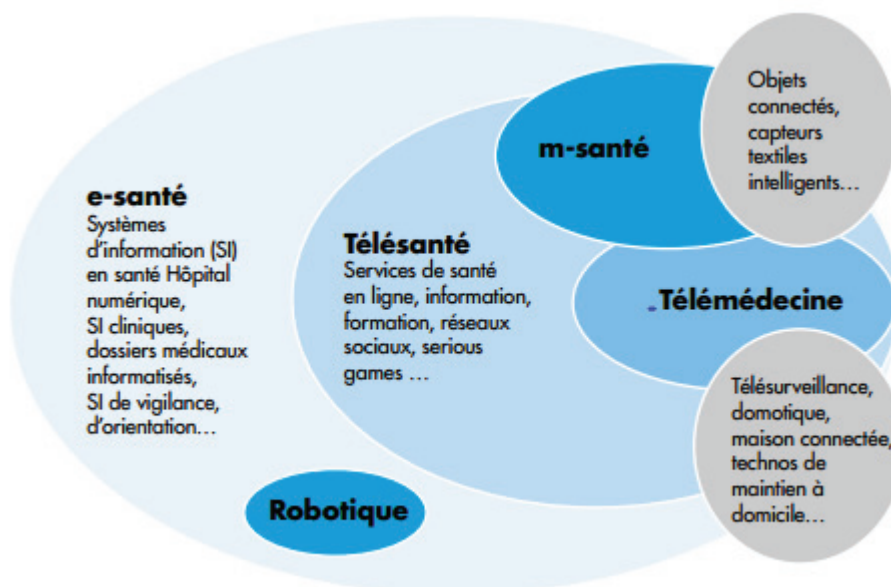 e-santé
Systèmes
d'information (SI)
en santé Hôpital
numérique,
SI cliniques,
dossiers médicaux
informatisés,
SI de vigilance,
d'orientation...
Télésanté
Services de santé
en ligne, information,
formation, réseaux
sociaux, serious
games ...
m-santé
Objets
connectés,
capteurs
textiles
intelligents...
Télémédecine
Télésurveillance,
domotique,
maison connectée,
technos de
maintien à
domicile...
Robotique